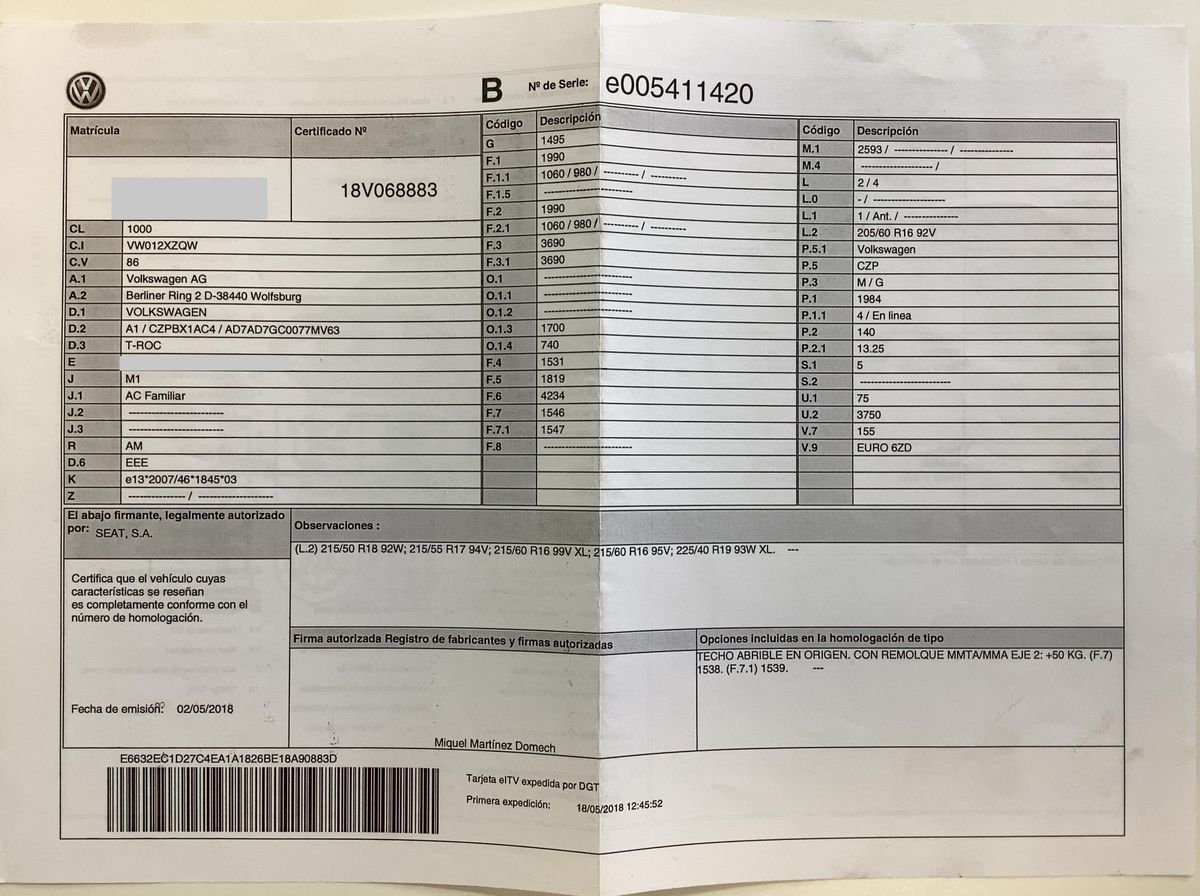 B Nº de Serie: e005411420
Matrícula
Certificado Nº
18V068883
CL 1000
C.I VW012XZQW
C.V 86
A.1 Volkswagen AG
A.2 Berliner Ring 2 D-38440 Wolfsburg
D.1 VOLKSWAGEN
D.2 A1 / CZPBX1AC4 / AD7AD7GC0077MV63
D.3 T-ROC
E
J M1
J.1 AC Familiar
J.2 ------------------------
J.3 ------------------------
R AM
D.6 EEE
K e13*2007/46*1845*03
Z --------------- / --------------------
Código Descripción
G 1495
F.1 1990
F.1.1 1060 / 980 / --------- / ---------
F.1.5 ------------------------
F.2 1990
F.2.1 1060 / 980 / --------- / ---------
F.3 3690
F.3.1 3690
O.1 ------------------------
O.1.1 ------------------------
O.1.2 ------------------------
O.1.3 1700
O.1.4 740
F.4 1531
F.5 1819
F.6 4234
F.7 1546
F.7.1 1547
F.8 ------------------------
Código Descripción
M.1 2593 / -------------- / --------------
M.4 ------------------- /
L 2 / 4
L.0 - / -------------------
L.1 1 / Ant. / --------------
L.2 205/60 R16 92V
P.5.1 Volkswagen
P.5 CZP
P.3 M / G
P.1 1984
P.1.1 4 / En linea
P.2 140
P.2.1 13.25
S.1 5
S.2 ------------------------
U.1 75
U.2 3750
V.7 155
V.9 EURO 6ZD
El abajo firmante, legalmente autorizado
por: SEAT, S.A.
Certifica que el vehículo cuyas
características se reseñan
es completamente conforme con el
número de homologación.
Fecha de emisión: 02/05/2018
Observaciones :
(L.2) 215/50 R18 92W; 215/55 R17 94V; 215/60 R16 99V XL; 215/60 R16 95V; 225/40 R19 93W XL. ---
Firma autorizada Registro de fabricantes y firmas autorizadas
Miquel Martínez Domech
Opciones incluidas en la homologación de tipo
TECHO ABRIBLE EN ORIGEN. CON REMOLQUE MMTA/MMA EJE 2: +50 KG. (F.7)
1538. (F.7.1) 1539. ---
E6632EC1D27C4EA1A1826BE18A90883D
Tarjeta eITV expedida por DGT
Primera expedición: 18/05/2018 12:45:52